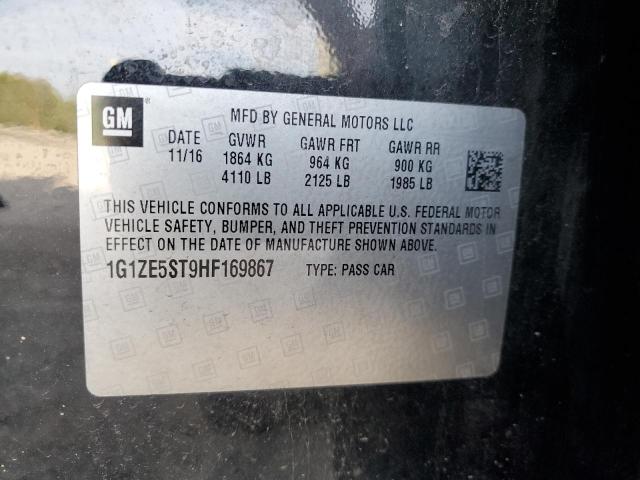 GM
MFD BY GENERAL MOTORS LLC
DATE GVWR GAWR FRT GAWR RR
11/16 1864 KG 964 KG 900 KG
4110 LB 2125 LB 1985 LB
THIS VEHICLE CONFORMS TO ALL APPLICABLE U.S. FEDERAL MOTOR
VEHICLE SAFETY, BUMPER, AND THEFT PREVENTION STANDARDS IN
EFFECT ON THE DATE OF MANUFACTURE SHOWN ABOVE.
1G1ZE5ST9HF169867 TYPE: PASS CAR